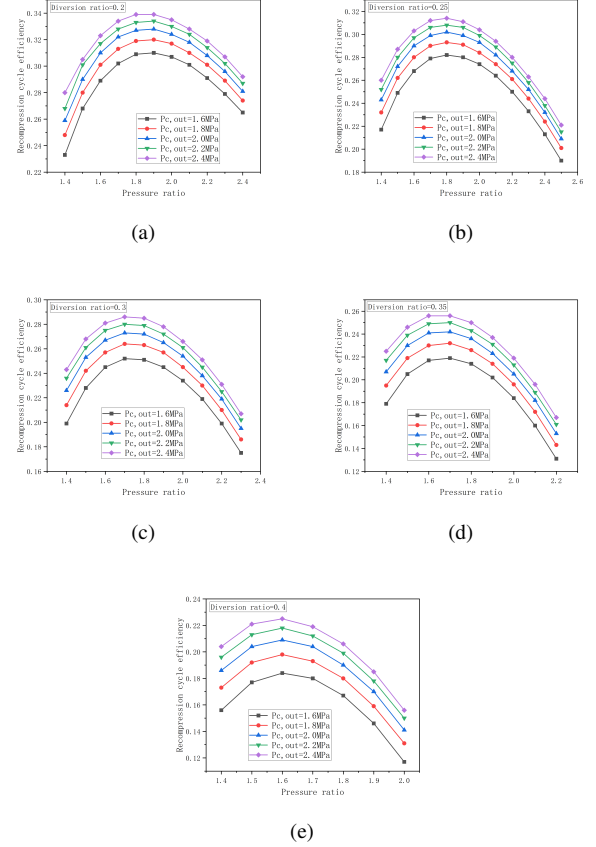 Diversion ratio=0.2
Recompression cycle efficiency
0.34
0.32
0.30
0.28
0.26
0.24
0.22
Pc,out=1.6MPa
Pc,out=1.8MPa
Pc,out=2.0MPa
Pc,out=2.2MPa
Pc,out=2.4MPa
1.4 1.6 1.8 2.0 2.2 2.4
Pressure ratio
(a)
Diversion ratio=0.25
Recompression cycle efficiency
0.32
0.30
0.28
0.26
0.24
0.22
0.20
0.18
Pc,out=1.6MPa
Pc,out=1.8MPa
Pc,out=2.0MPa
Pc,out=2.2MPa
Pc,out=2.4MPa
1.4 1.6 1.8 2.0 2.2 2.4 2.6
Pressure ratio
(b)
Diversion ratio=0.3
Recompression cycle efficiency
0.30
0.28
0.26
0.24
0.22
0.20
0.18
0.16
Pc,out=1.6MPa
Pc,out=1.8MPa
Pc,out=2.0MPa
Pc,out=2.2MPa
Pc,out=2.4MPa
1.4 1.6 1.8 2.0 2.2 2.4
Pressure ratio
(c)
Diversion ratio=0.35
Recompression cycle efficiency
0.26
0.24
0.22
0.20
0.18
0.16
0.14
0.12
Pc,out=1.6MPa
Pc,out=1.8MPa
Pc,out=2.0MPa
Pc,out=2.2MPa
Pc,out=2.4MPa
1.4 1.6 1.8 2.0 2.2
Pressure ratio
(d)
Diversion ratio=0.4
Recompression cycle efficiency
0.24
0.22
0.20
0.18
0.16
0.14
0.12
Pc,out=1.6MPa
Pc,out=1.8MPa
Pc,out=2.0MPa
Pc,out=2.2MPa
Pc,out=2.4MPa
1.4 1.5 1.6 1.7 1.8 1.9 2.0
Pressure ratio
(e)